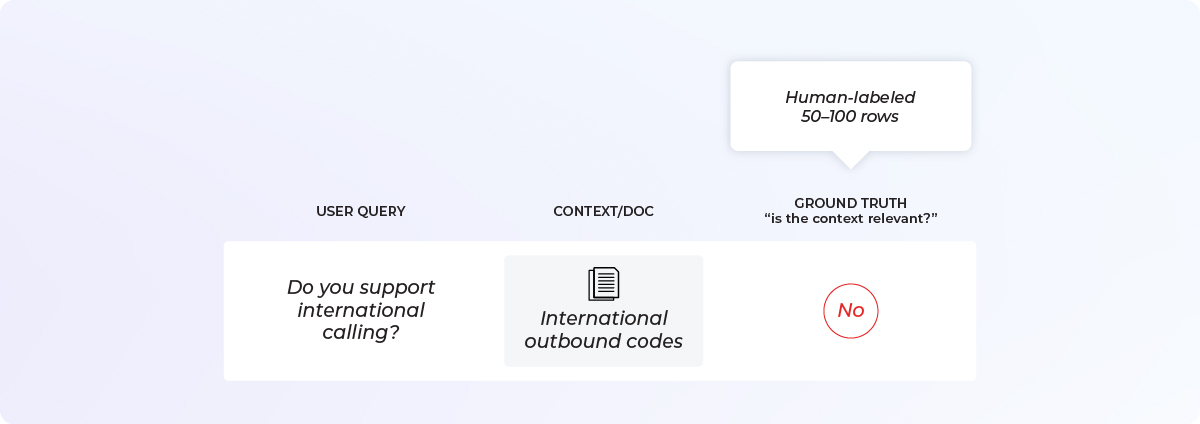 Human-labeled
50–100 rows
USER QUERY
CONTEXT/DOC
GROUND TRUTH
“is the context relevant?”
Do you support
international
calling?
International
outbound codes
No